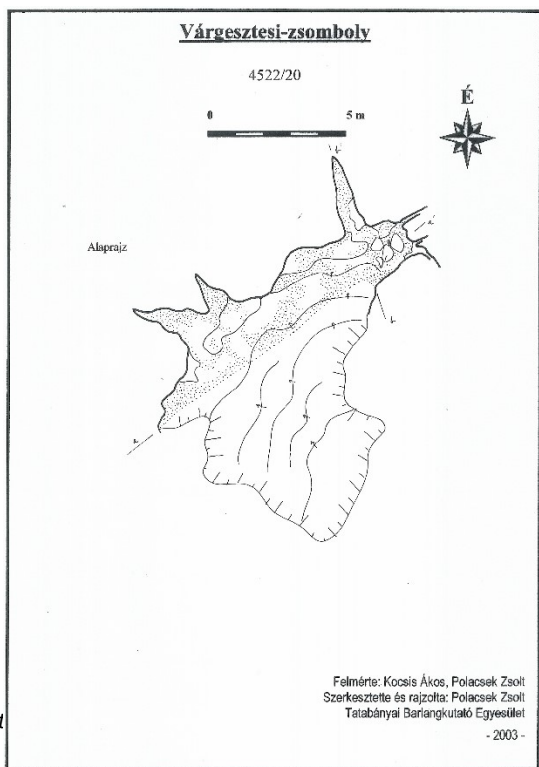 Várgesztesi-zsomboly
4522/20
0 5 m
É
Alaprajz
Felmérte: Kocsis Ákos, Polacsek Zsolt
Szerkesztette és rajzolta: Polacsek Zsolt
Tatabányai Barlangkutató Egyesület
- 2003 -